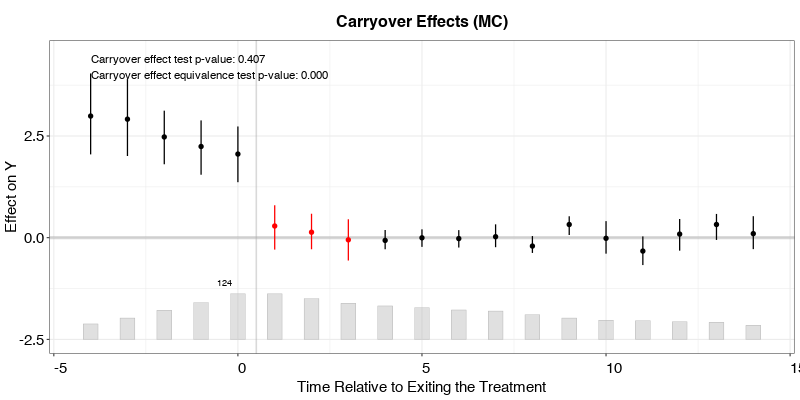 Carryover Effects (MC)
Carryover effect test p-value: 0.407
Carryover effect equivalence test p-value: 0.000
2.5
0.0
-2.5
Effect on Y
124
-5 0 5 10 15
Time Relative to Exiting the Treatment